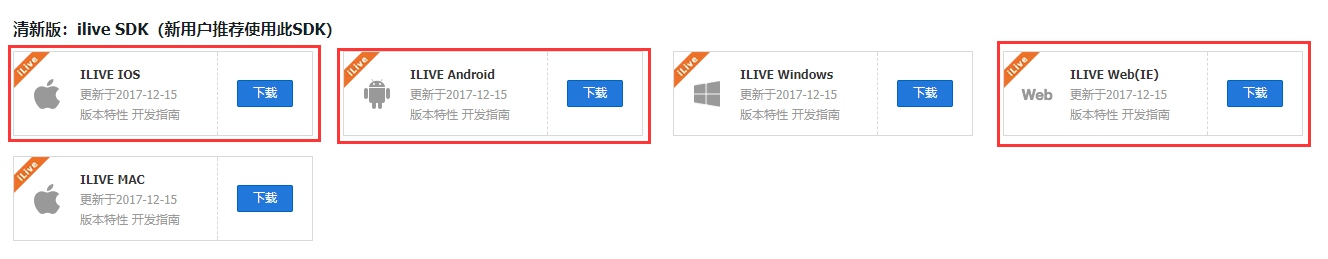 清新版：ilive SDK（新用户推荐使用此SDK）
iLive
ILIVE IOS
更新于2017-12-15
版本特性 开发指南
下载
iLive
ILIVE Android
更新于2017-12-15
版本特性 开发指南
下载
iLive
ILIVE Windows
更新于2017-12-15
版本特性 开发指南
下载
iLive
Web
ILIVE Web(IE)
更新于2017-12-15
版本特性 开发指南
下载
iLive
ILIVE MAC
更新于2017-12-15
版本特性 开发指南
下载